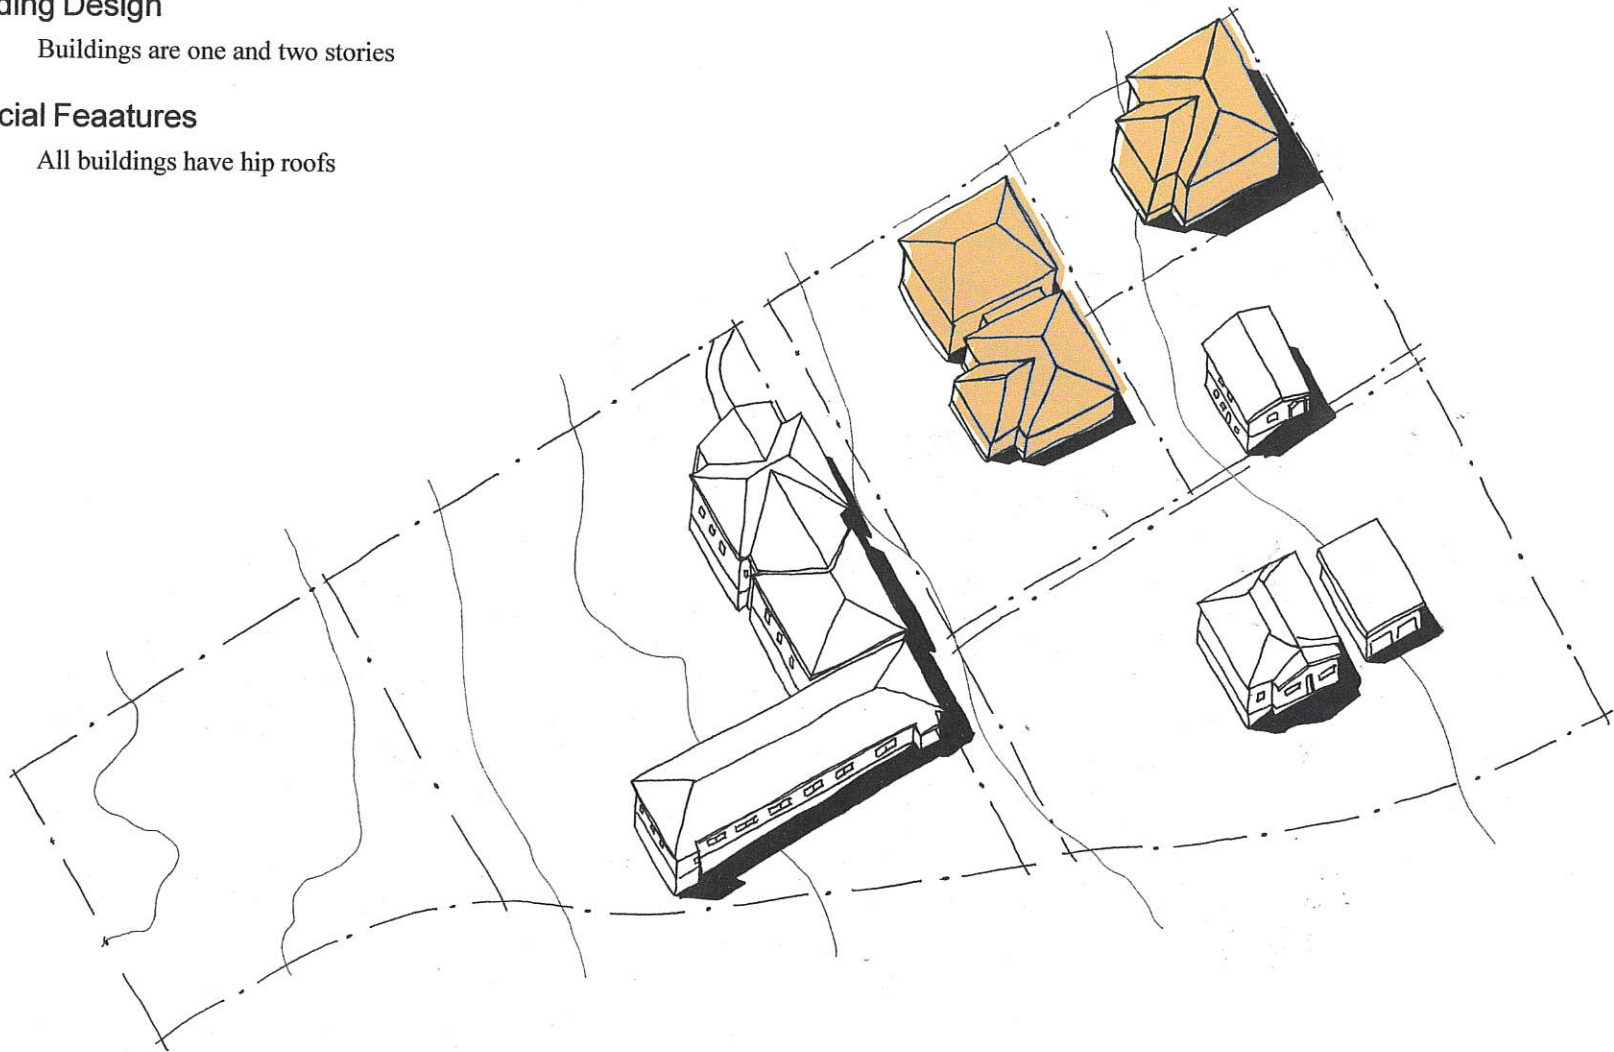 ding Design
Buildings are one and two stories
cial Feaatures
All buildings have hip roofs